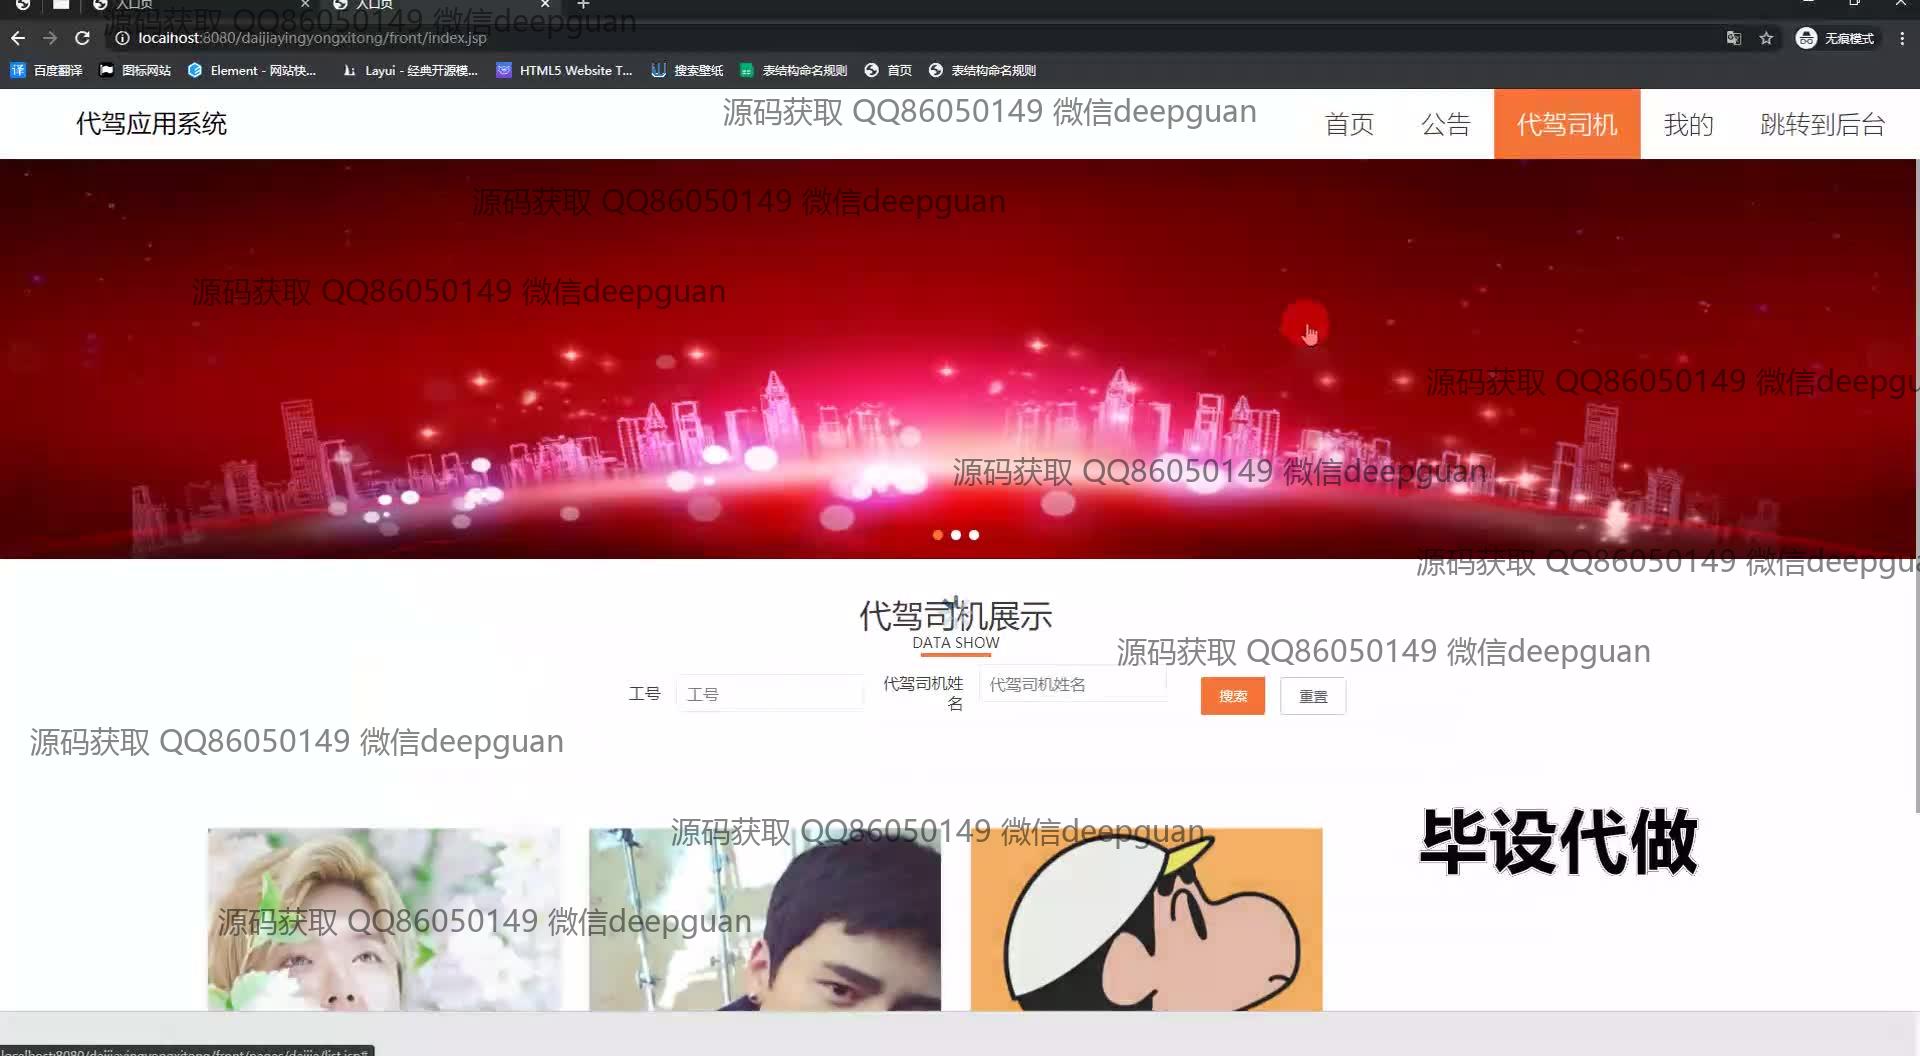 入口页
入口页
源码获取 QQ86050149 微信deepguan
localhost:8080/daijiayingyongxitong/front/index.jsp
无痕模式
百度翻译
图标网站
Element - 网站快...
Layui - 经典开源模...
HTML5 Website T...
搜索壁纸
表结构命名规则
首页
表结构命名规则
代驾应用系统
源码获取 QQ86050149 微信deepguan
首页
公告
代驾司机
我的
跳转到后台
源码获取 QQ86050149 微信deepguan
源码获取 QQ86050149 微信deepguan
源码获取 QQ86050149 微信deepgu
源码获取 QQ86050149 微信deepguan
源码获取 QQ86050149 微信deepgua
代驾司机展示
DATA SHOW
源码获取 QQ86050149 微信deepguan
工号
工号
代驾司机姓
名
代驾司机姓名
搜索
重置
源码获取 QQ86050149 微信deepguan
源码获取 QQ86050149 微信deepguan
毕设代做
源码获取 QQ86050149 微信deepguan
localhost:8080/daijiayingyongxitong/front/pages/daijia/list.jsp#